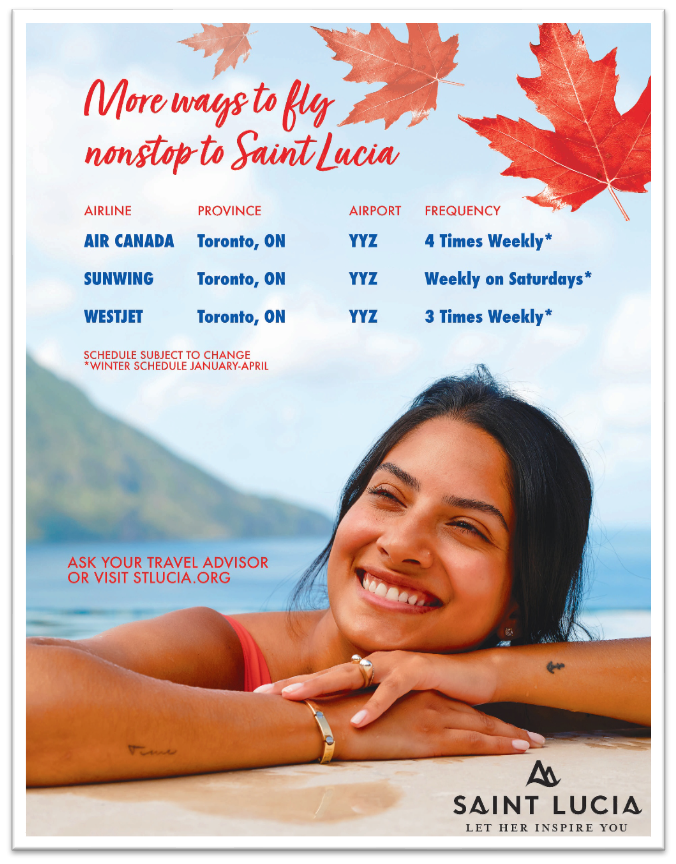 More ways to fly
nonstop to Saint Lucia
AIRLINE PROVINCE AIRPORT FREQUENCY
AIR CANADA Toronto, ON YYZ 4 Times Weekly*
SUNWING Toronto, ON YYZ Weekly on Saturdays*
WESTJET Toronto, ON YYZ 3 Times Weekly*
SCHEDULE SUBJECT TO CHANGE
*WINTER SCHEDULE JANUARY-APRIL
ASK YOUR TRAVEL ADVISOR
OR VISIT STLUCIA.ORG
SAINT LUCIA
LET HER INSPIRE YOU